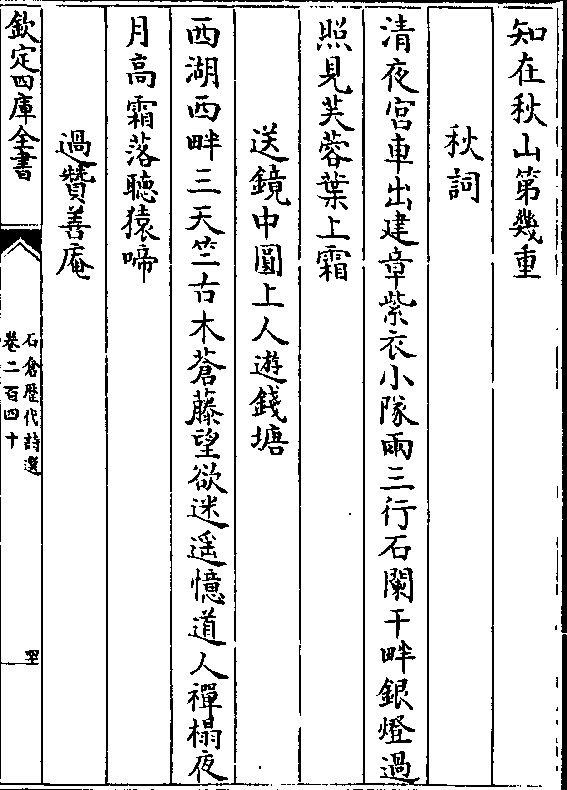 知在秋山第幾重
秋詞
清夜宫車出建章紫衣小隊兩三行石闌干畔銀燈過
照見芙蓉葉上霜
送鏡中圓上人遊錢塘
西湖西畔三天竺古木蒼藤望欲迷遥憶道人禪榻夜
月高霜落聴猿啼
過贊善庵
欽定四庫全書
石倉歴代詩選
卷二百四十